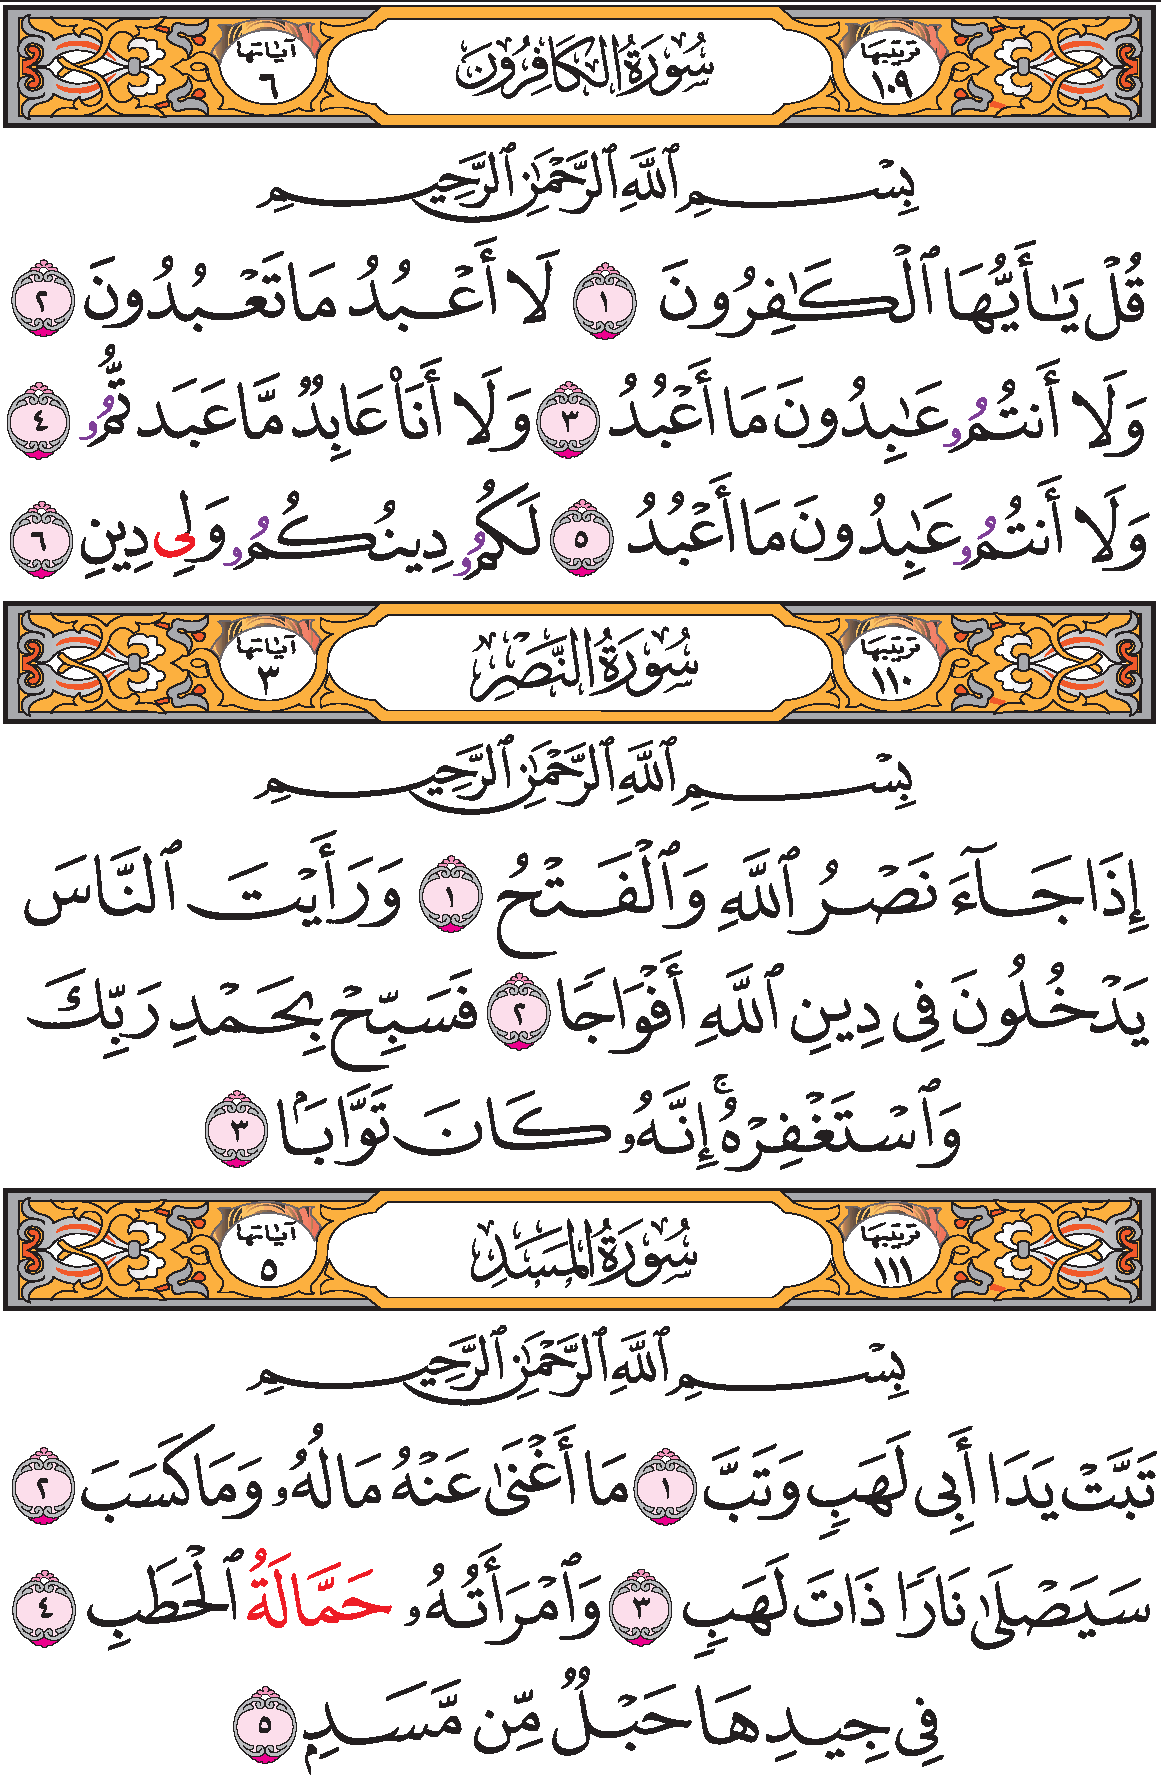 ترتيبها ١٠٩ سُورَةُ الكَافِرُون آياتها ٦
بِسْمِ ٱللَّهِ ٱلرَّحْمَٰنِ ٱلرَّحِيمِ
قُلْ يَـٰٓأَيُّهَا ٱلْكَـٰفِرُونَ ١ لَا أَعْبُدُ مَا تَعْبُدُونَ ٢
وَلَا أَنتُمُۥ عَـٰبِدُونَ مَا أَعْبُدُ ٣ وَلَا أَنَا۠ عَابِدٌ مَّا عَبَدتُّمُۥ ٤
وَلَا أَنتُمُۥ عَـٰبِدُونَ مَا أَعْبُدُ ٥ لَكُمُۥ دِينُكُمُۥ وَلِى دِينِ ٦
ترتيبها ١١٠ سُورَةُ النَّصْرِ آياتها ٣
بِسْمِ ٱللَّهِ ٱلرَّحْمَٰنِ ٱلرَّحِيمِ
إِذَا جَآءَ نَصْرُ ٱللَّهِ وَٱلْفَتْحُ ١ وَرَأَيْتَ ٱلنَّاسَ
يَدْخُلُونَ فِى دِينِ ٱللَّهِ أَفْوَاجًا ٢ فَسَبِّحْ بِحَمْدِ رَبِّكَ
وَٱسْتَغْفِرْهُ ۚ إِنَّهُۥ كَانَ تَوَّابَۢا ٣
ترتيبها ١١١ سُورَةُ المَسَدِ آياتها ٥
بِسْمِ ٱللَّهِ ٱلرَّحْمَٰنِ ٱلرَّحِيمِ
تَبَّتْ يَدَا أَبِى لَهَبٍ وَتَبَّ ١ مَا أَغْنَىٰ عَنْهُ مَالُهُۥ وَمَا كَسَبَ ٢
سَيَصْلَىٰ نَارًا ذَاتَ لَهَبٍ ٣ وَٱمْرَأَتُهُۥ حَمَّالَةُ ٱلْحَطَبِ ٤
فِى جِيدِهَا حَبْلٌ مِّن مَّسَدِۭ ٥